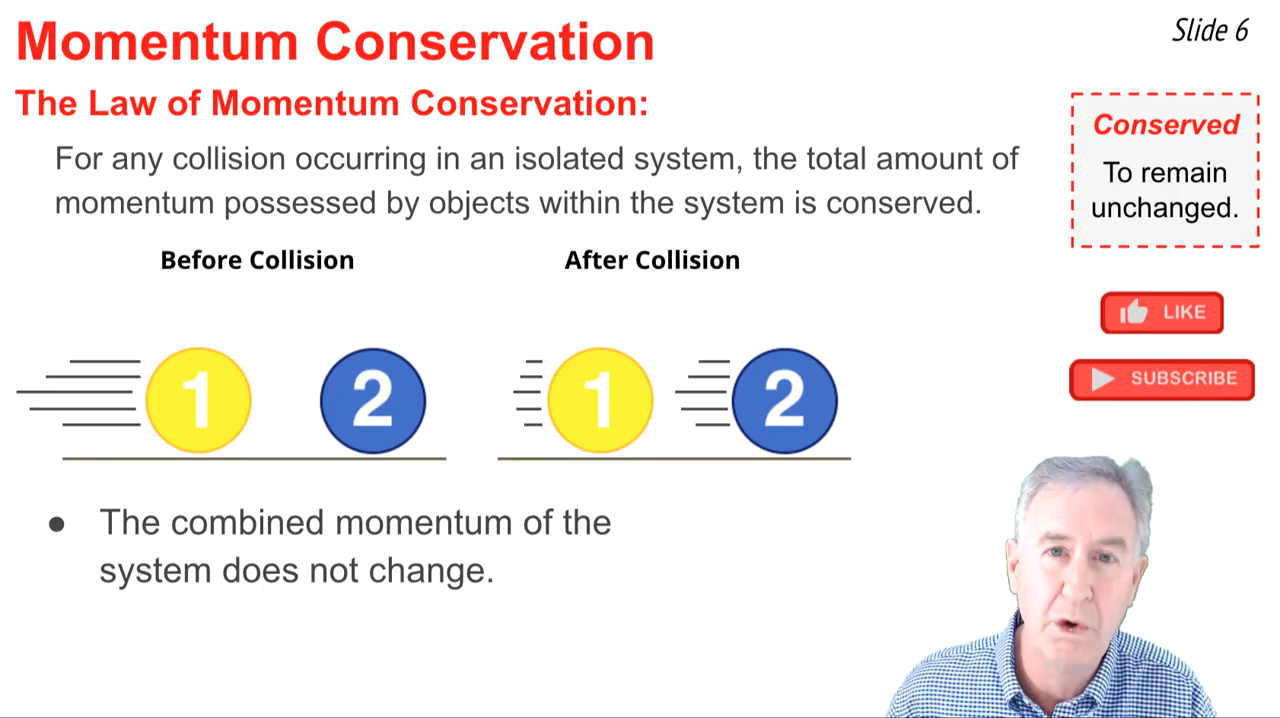 Momentum Conservation
Slide 6
The Law of Momentum Conservation:
For any collision occurring in an isolated system, the total amount of
momentum possessed by objects within the system is conserved.
Conserved
To remain
unchanged.
Before Collision
After Collision
LIKE
SUBSCRIBE
1
2
1
2
● The combined momentum of the
system does not change.